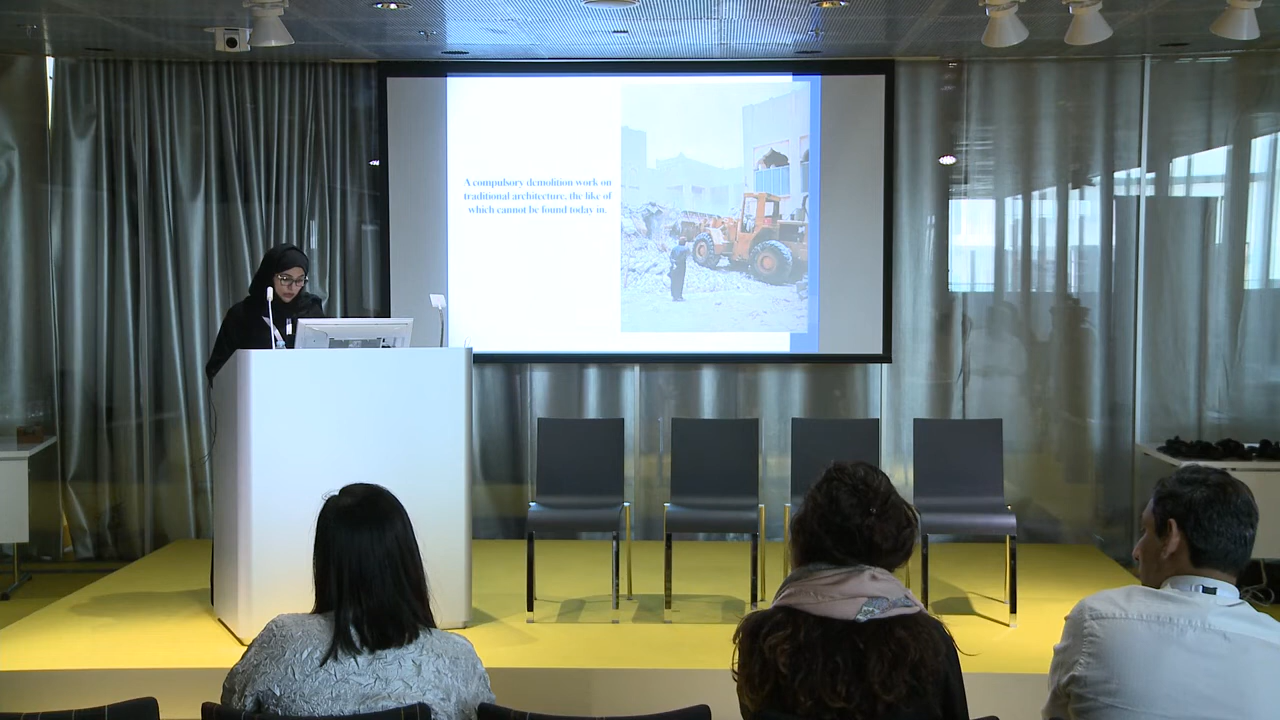 A compulsory demolition work on
traditional architecture, the like of
which cannot be found today in.